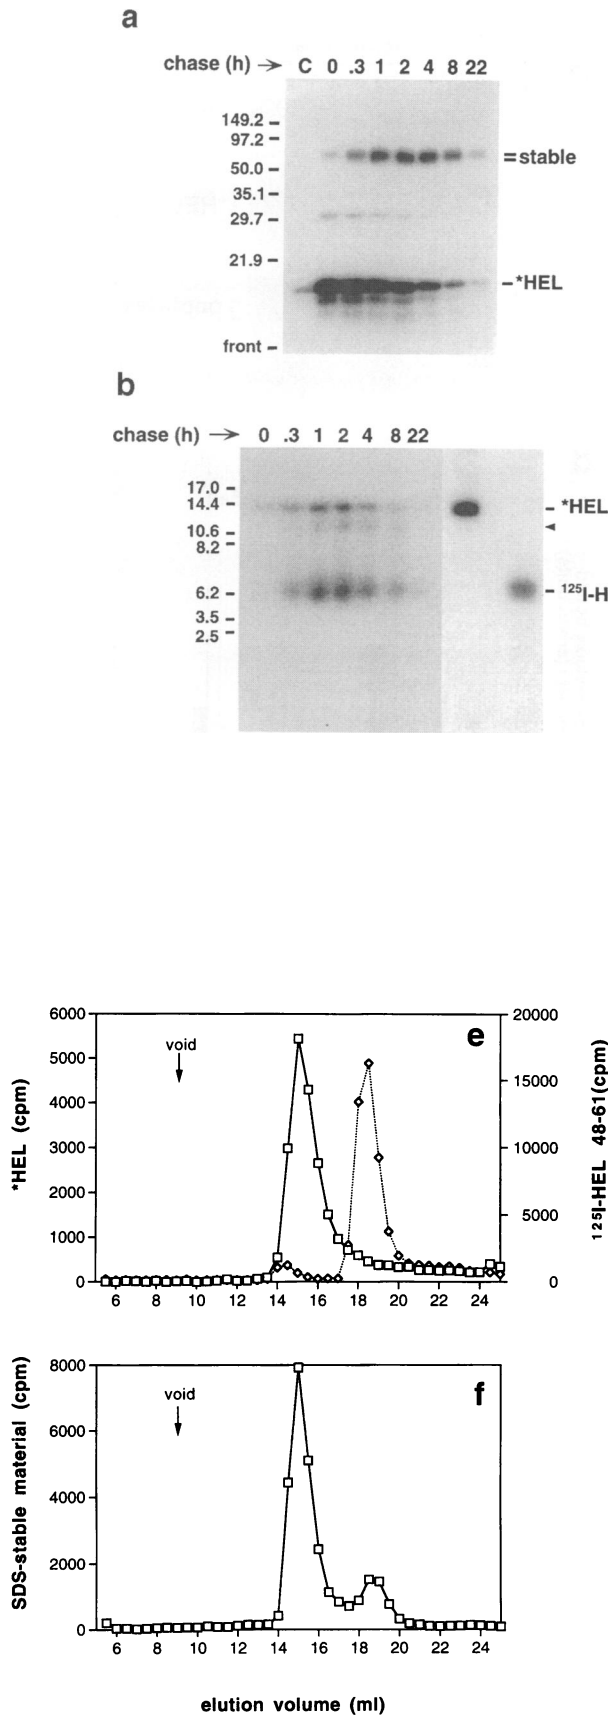 a
chase (h) → C 0 .3 1 2 4 8 22
149.2 –
97.2 –
50.0 –
=stable
35.1 –
29.7 –
21.9 –
–*HEL
front –
b
chase (h) → 0 .3 1 2 4 8 22
17.0 –
14.4 –
– *HEL
10.6 –
8.2 –
6.2 –
– 125I-H
3.5 –
2.5 –
e
void
*HEL (cpm)
6000
5000
4000
3000
2000
1000
0
20000
15000
10000
5000
0
125I-HEL 48-61(cpm)
6 8 10 12 14 16 18 20 22 24
f
void
SDS-stable material (cpm)
8000
6000
4000
2000
0
6 8 10 12 14 16 18 20 22 24
elution volume (ml)